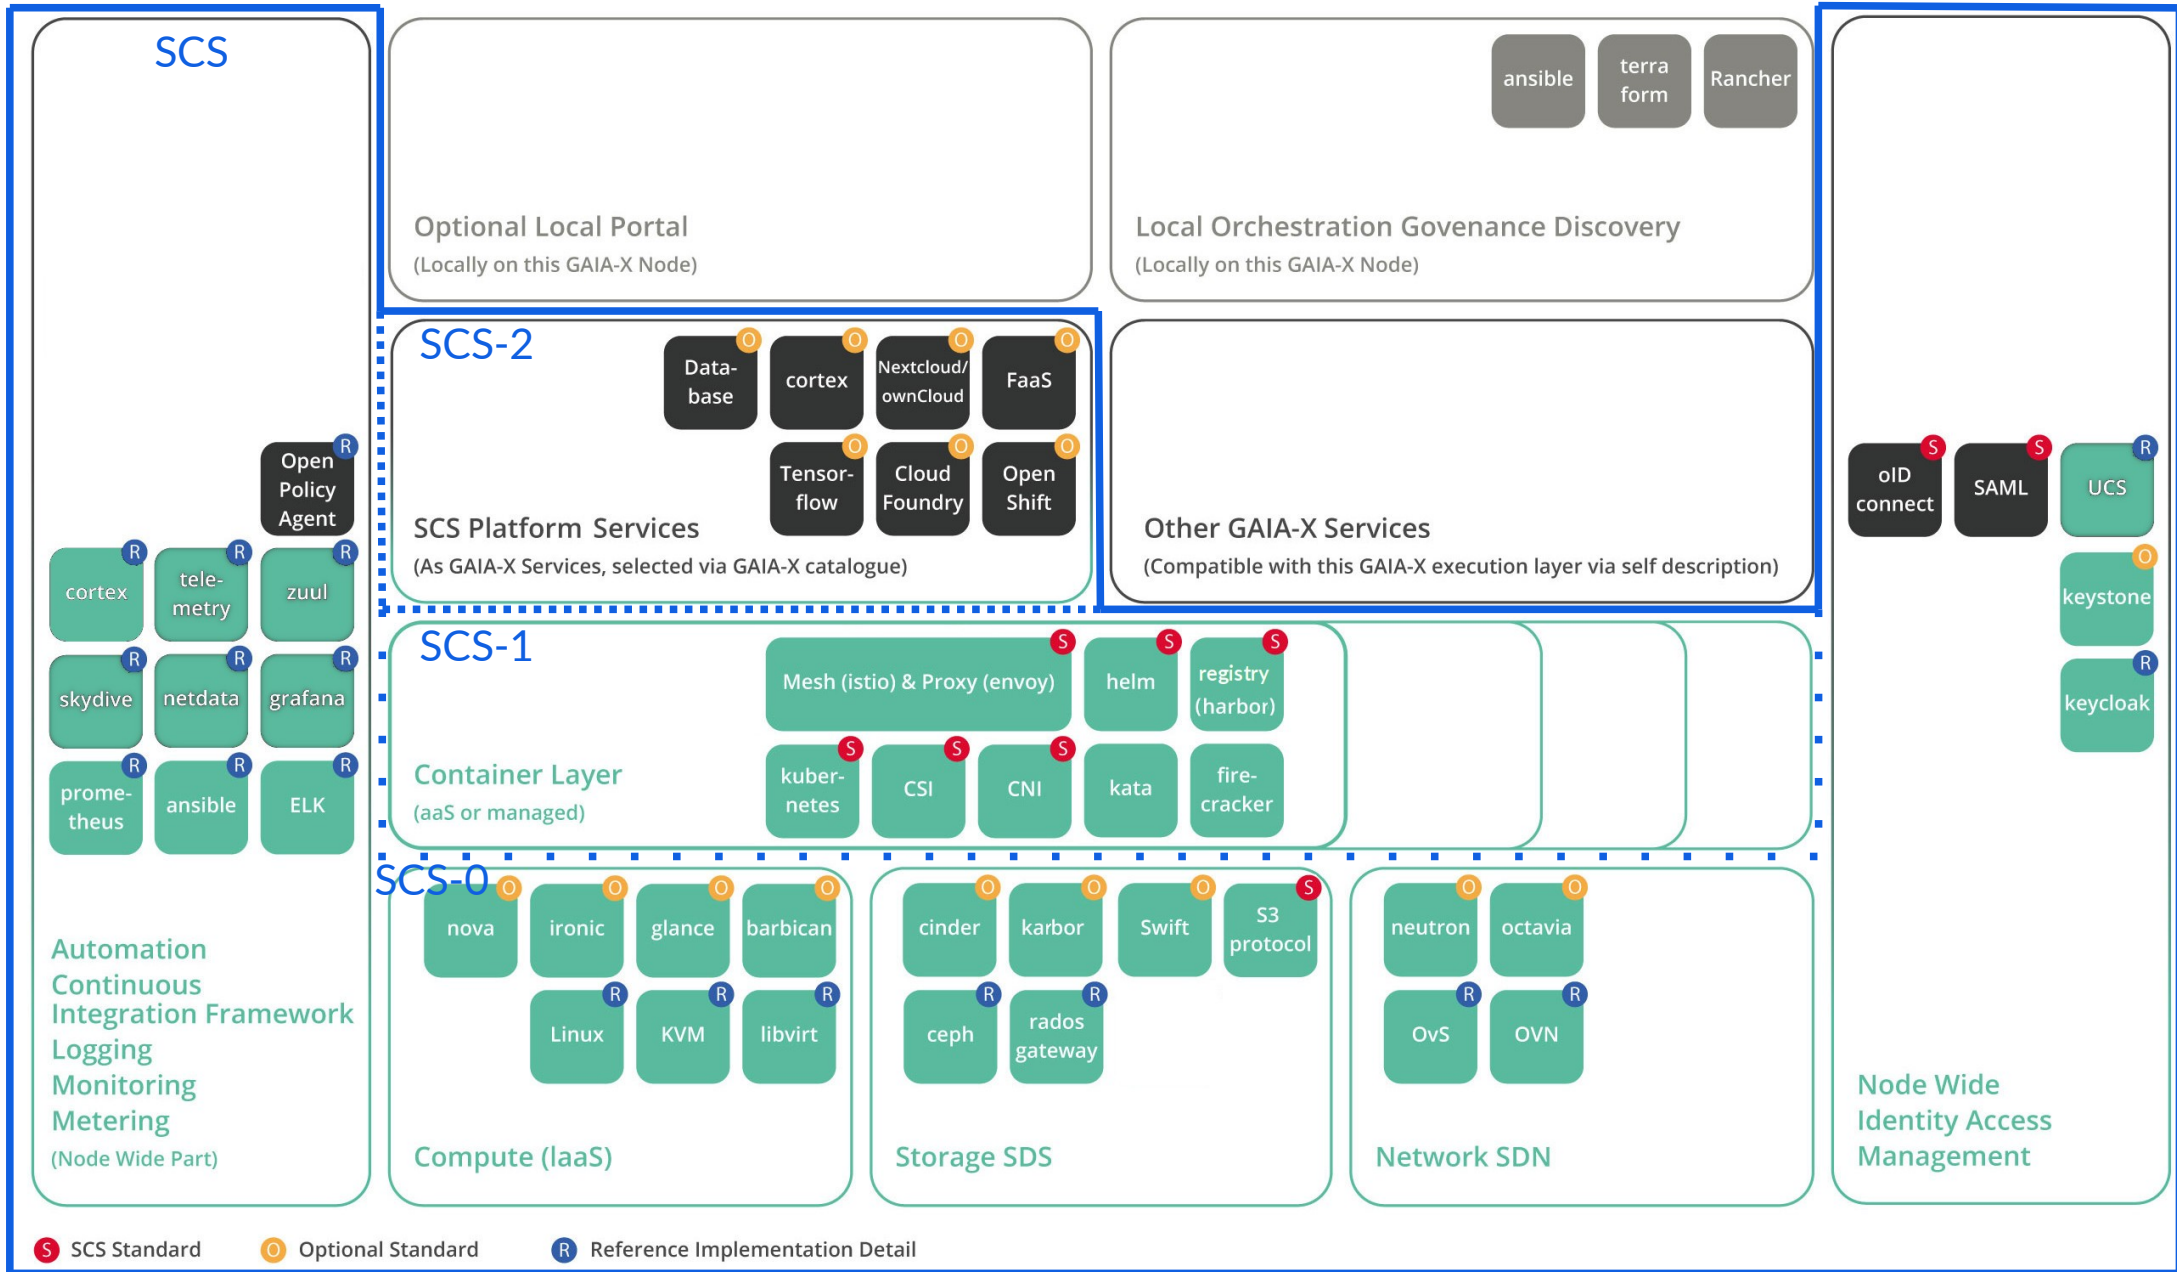 SCS
ansible
terra
form
Rancher
Optional Local Portal
(Locally on this GAIA-X Node)
Local Orchestration Govenance Discovery
(Locally on this GAIA-X Node)
SCS-2
O
Data-
base
O
cortex
O
Nextcloud/
ownCloud
O
FaaS
O
Tensor-
flow
O
Cloud
Foundry
O
Open
Shift
SCS Platform Services
(As GAIA-X Services, selected via GAIA-X catalogue)
Other GAIA-X Services
(Compatible with this GAIA-X execution layer via self description)
R
Open
Policy
Agent
R
cortex
R
tele-
metry
R
zuul
R
skydive
R
netdata
R
grafana
R
prome-
theus
R
ansible
R
ELK
Automation
Continuous
Integration Framework
Logging
Monitoring
Metering
(Node Wide Part)
S
oID
connect
S
SAML
R
UCS
O
keystone
R
keycloak
Node Wide
Identity Access
Management
SCS-1
S
Mesh (istio) & Proxy (envoy)
S
helm
S
registry
(harbor)
S
kuber-
netes
S
CSI
S
CNI
kata
fire-
cracker
Container Layer
(aaS or managed)
SCS-0
O
nova
O
ironic
O
glance
O
barbican
R
Linux
R
KVM
R
libvirt
Compute (IaaS)
O
cinder
O
karbor
O
Swift
S
S3
protocol
R
ceph
R
rados
gateway
Storage SDS
O
neutron
O
octavia
R
OvS
R
OVN
Network SDN
S SCS Standard
O Optional Standard
R Reference Implementation Detail